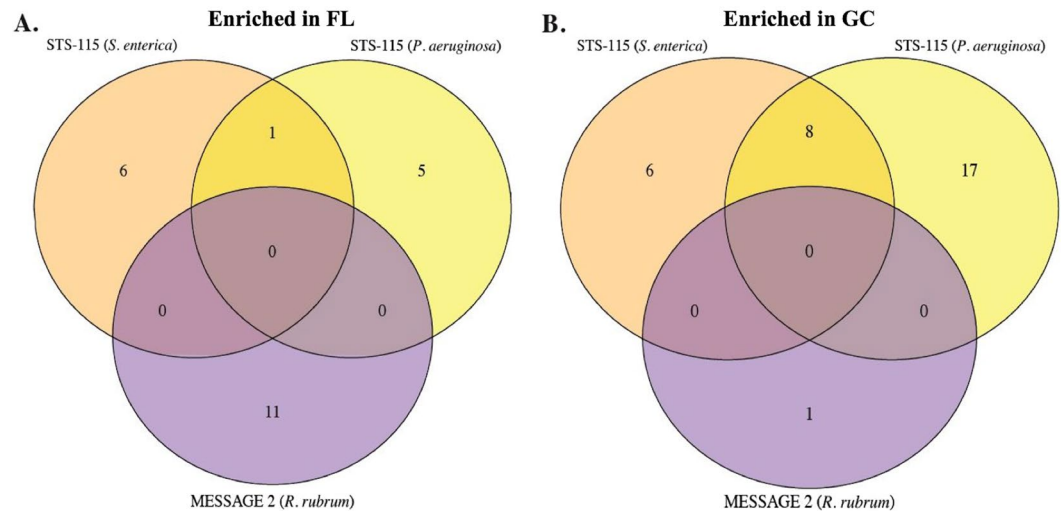 A.
Enriched in FL
STS-115 (S. enterica)
STS-115 (P. aeruginosa)
1
6
5
0
0
0
11
MESSAGE 2 (R. rubrum)
B.
Enriched in GC
STS-115 (S. enterica)
STS-115 (P. aeruginosa)
8
6
17
0
0
0
1
MESSAGE 2 (R. rubrum)